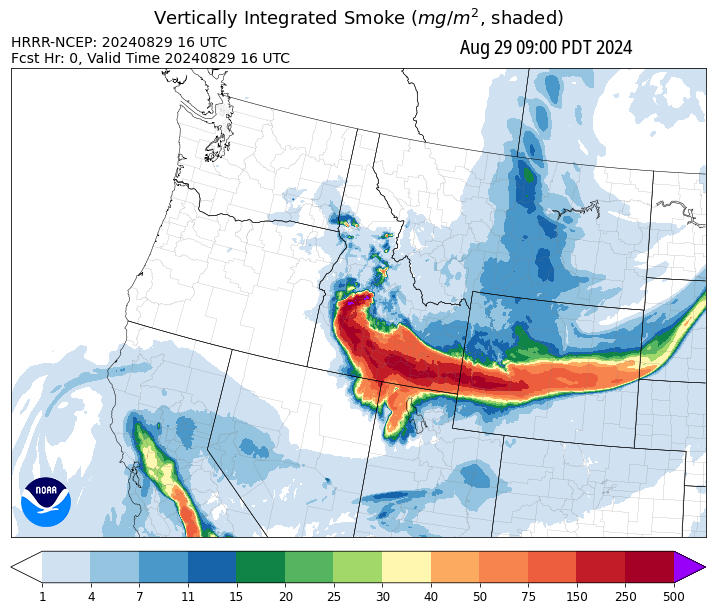 Vertically Integrated Smoke (mg/m², shaded)
HRRR-NCEP: 20240829 16 UTC
Aug 29 09:00 PDT 2024
Fcst Hr: 0, Valid Time 20240829 16 UTC
NOAA
1 4 7 11 15 20 25 30 40 50 75 150 250 500